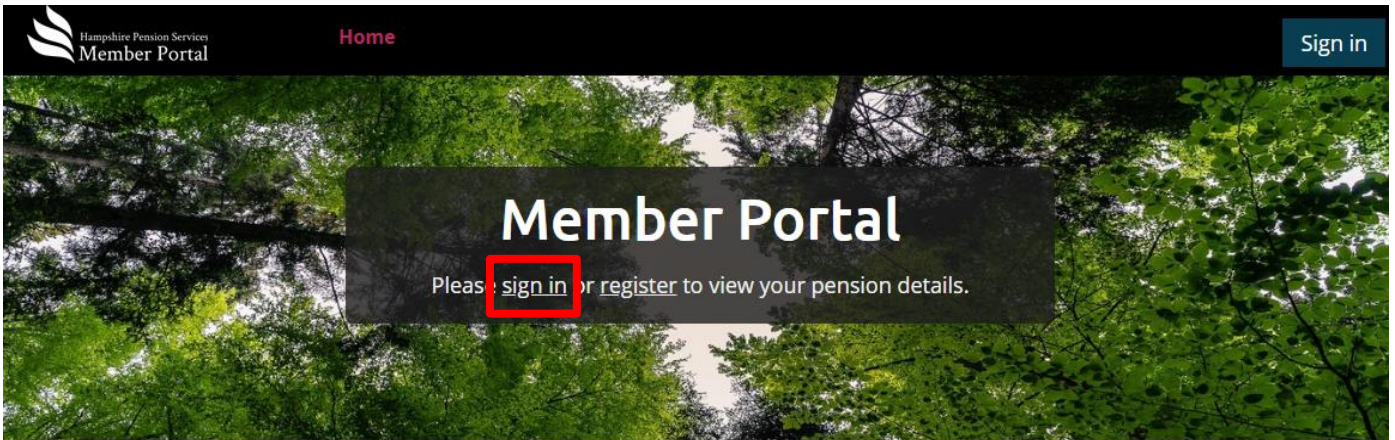 Hampshire Pension Services
Member Portal
Home
Sign in
Member Portal
Please sign in or register to view your pension details.